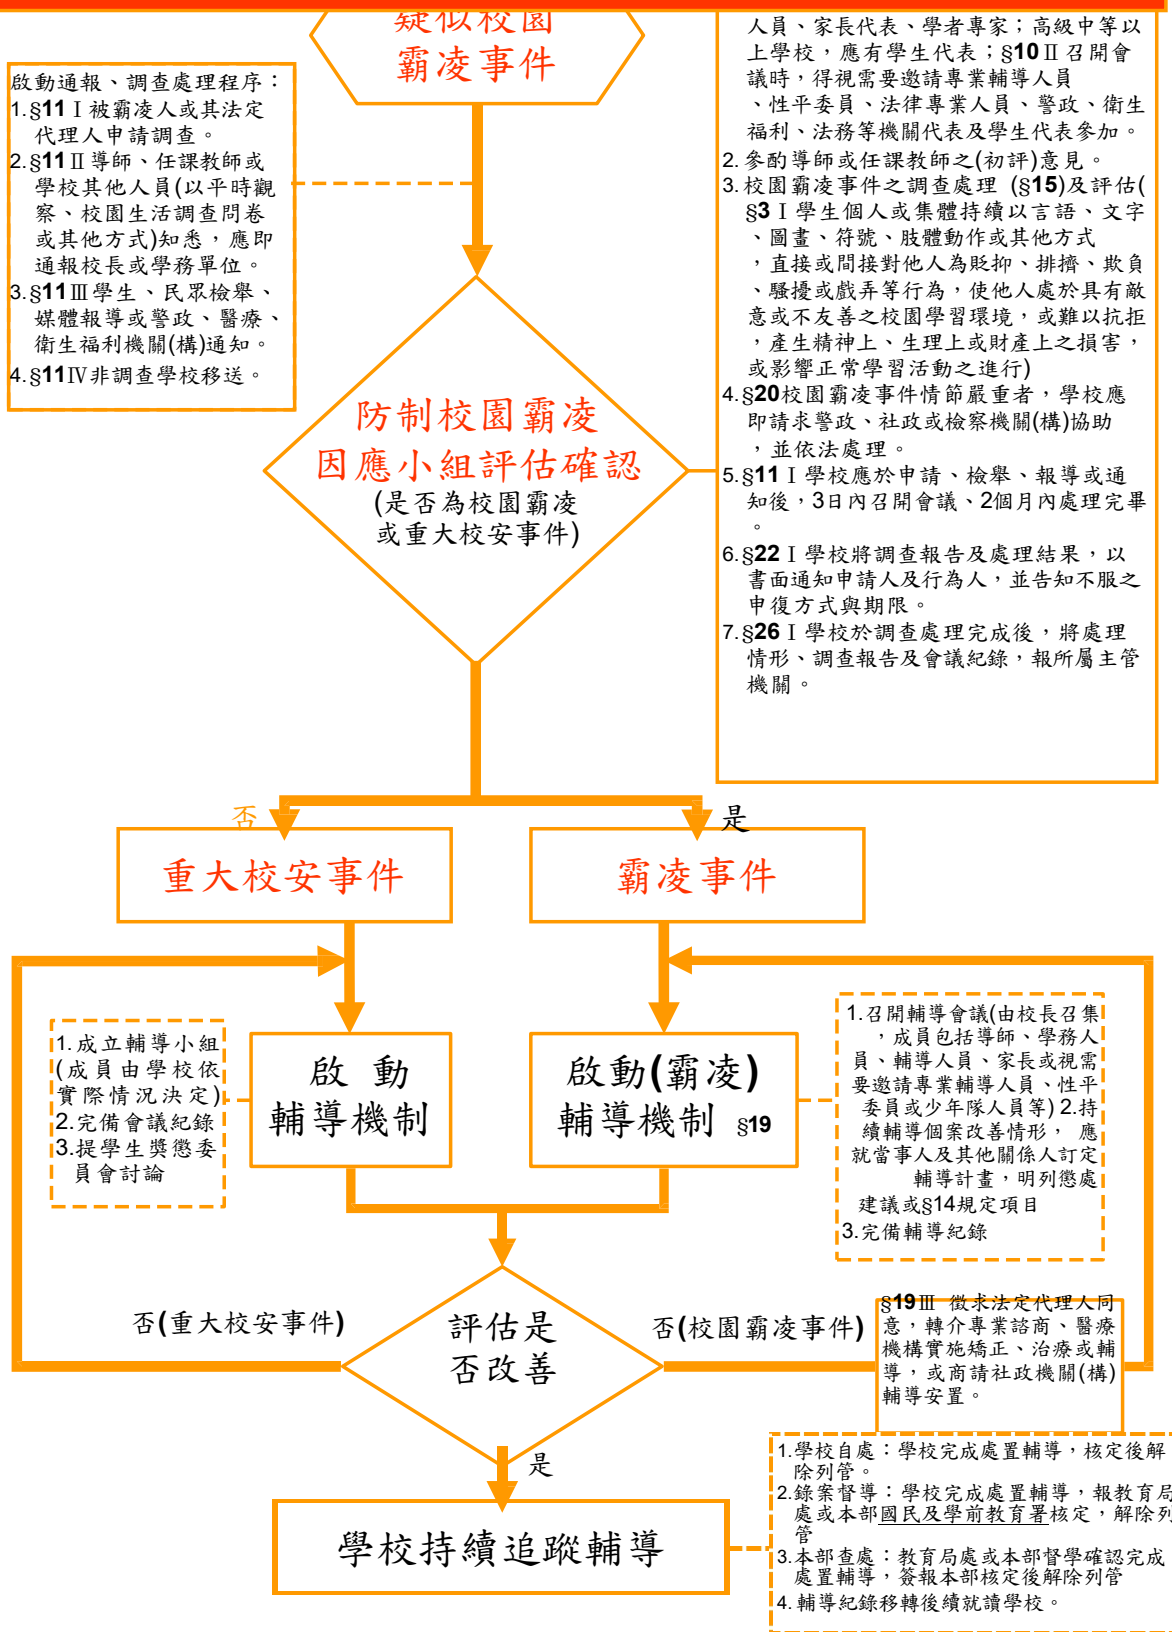 疑似校園
霸凌事件
啟動通報、調查處理程序：
1.§11Ⅰ被霸凌人或其法定
代理人申請調查。
2.§11Ⅱ導師、任課教師或
學校其他人員(以平時觀
察、校園生活調查問卷
或其他方式)知悉，應即
通報校長或學務單位。
3.§11Ⅲ學生、民眾檢舉、
媒體報導或警政、醫療、
衛生福利機關(構)通知。
4.§11Ⅳ非調查學校移送。
人員、家長代表、學者專家；高級中等以
上學校，應有學生代表；§10Ⅱ召開會
議時，得視需要邀請專業輔導人員
、性平委員、法律專業人員、警政、衛生
福利、法務等機關代表及學生代表參加。
2.參酌導師或任課教師之(初評)意見。
3.校園霸凌事件之調查處理 (§15)及評估(
§3Ⅰ學生個人或集體持續以言語、文字
、圖畫、符號、肢體動作或其他方式
，直接或間接對他人為貶抑、排擠、欺負
、騷擾或戲弄等行為，使他人處於具有敵
意或不友善之校園學習環境，或難以抗拒
，產生精神上、生理上或財產上之損害，
或影響正常學習活動之進行)
4.§20校園霸凌事件情節嚴重者，學校應
即請求警政、社政或檢察機關(構)協助
，並依法處理。
5.§11Ⅰ學校應於申請、檢舉、報導或通
知後，3日內召開會議、2個月內處理完畢
。
6.§22Ⅰ學校將調查報告及處理結果，以
書面通知申請人及行為人，並告知不服之
申復方式與期限。
7.§26Ⅰ學校於調查處理完成後，將處理
情形、調查報告及會議紀錄，報所屬主管
機關。
防制校園霸凌
因應小組評估確認
(是否為校園霸凌
或重大校安事件)
否
是
重大校安事件
霸凌事件
1.成立輔導小組
(成員由學校依
實際情況決定)
2.完備會議紀錄
3.提學生獎懲委
員會討論
啟 動
輔導機制
啟動(霸凌)
輔導機制 §19
1.召開輔導會議(由校長召集
，成員包括導師、學務人
員、輔導人員、家長或視需
要邀請專業輔導人員、性平
委員或少年隊人員等) 2.持
續輔導個案改善情形， 應
就當事人及其他關係人訂定
輔導計畫，明列懲處
建議或§14規定項目
3.完備輔導紀錄
否(重大校安事件)
評估是
否改善
否(校園霸凌事件)
§19Ⅲ 徵求法定代理人同
意，轉介專業諮商、醫療
機構實施矯正、治療或輔
導，或商請社政機關(構)
輔導安置。
是
學校持續追蹤輔導
1.學校自處：學校完成處置輔導，核定後解
除列管。
2.錄案督導：學校完成處置輔導，報教育局
處或本部國民及學前教育署核定，解除列
管
3.本部查處：教育局處或本部督學確認完成
處置輔導，簽報本部核定後解除列管
4.輔導紀錄移轉後續就讀學校。